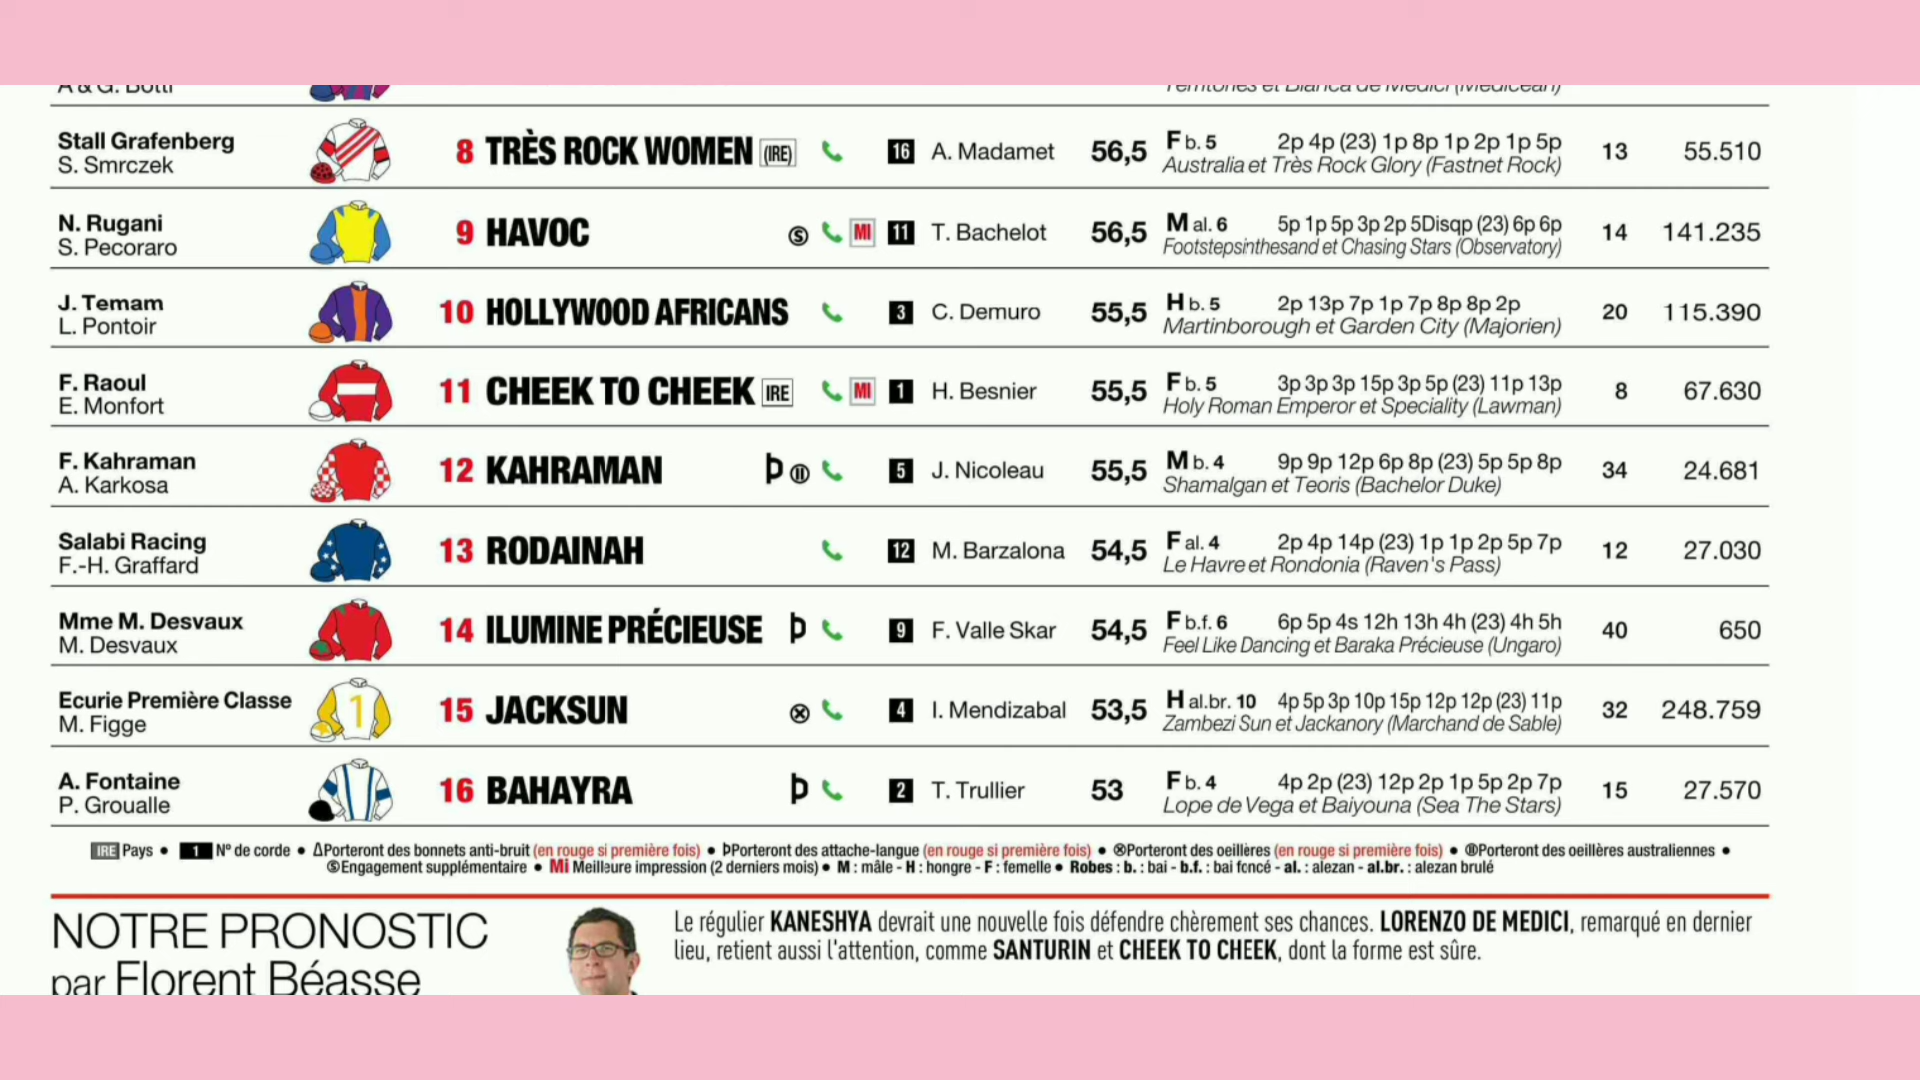 A & G. Botti Territories et Bianca de Medici (Medicean)
Stall Grafenberg
S. Smrczek
8 TRÈS ROCK WOMEN (IRE) 16 A. Madamet 56,5 F b. 5 2p 4p (23) 1p 8p 1p 2p 1p 5p 13 55.510
Australia et Très Rock Glory (Fastnet Rock)
N. Rugani
S. Pecoraro
9 HAVOC Ⓢ MI 11 T. Bachelot 56,5 M al. 6 5p 1p 5p 3p 2p 5Disqp (23) 6p 6p 14 141.235
Footstepsinthesand et Chasing Stars (Observatory)
J. Temam
L. Pontoir
10 HOLLYWOOD AFRICANS 3 C. Demuro 55,5 H b. 5 2p 13p 7p 1p 7p 8p 8p 2p 20 115.390
Martinborough et Garden City (Majorien)
F. Raoul
E. Monfort
11 CHEEK TO CHEEK IRE MI 1 H. Besnier 55,5 F b. 5 3p 3p 3p 15p 3p 5p (23) 11p 13p 8 67.630
Holy Roman Emperor et Speciality (Lawman)
F. Kahraman
A. Karkosa
12 KAHRAMAN 5 J. Nicoleau 55,5 M b. 4 9p 9p 12p 6p 8p (23) 5p 5p 8p 34 24.681
Shamalgan et Teoris (Bachelor Duke)
Salabi Racing
F.-H. Graffard
13 RODAINAH 12 M. Barzalona 54,5 F al. 4 2p 4p 14p (23) 1p 1p 2p 5p 7p 12 27.030
Le Havre et Rondonia (Raven's Pass)
Mme M. Desvaux
M. Desvaux
14 ILUMINE PRÉCIEUSE 9 F. Valle Skar 54,5 F b.f. 6 6p 5p 4s 12h 13h 4h (23) 4h 5h 40 650
Feel Like Dancing et Baraka Précieuse (Ungaro)
Ecurie Première Classe
M. Figge
1
15 JACKSUN 4 I. Mendizabal 53,5 H al.br. 10 4p 5p 3p 10p 15p 12p 12p (23) 11p 32 248.759
Zambezi Sun et Jackanory (Marchand de Sable)
A. Fontaine
P. Groualle
16 BAHAYRA 2 T. Trullier 53 F b. 4 4p 2p (23) 12p 2p 1p 5p 2p 7p 15 27.570
Lope de Vega et Baiyouna (Sea The Stars)
IRE Pays ● 1 N° de corde ● ΔPorteront des bonnets anti-bruit (en rouge si première fois) ● ÞPorteront des attache-langue (en rouge si première fois) ● ⊗Porteront des oeillères (en rouge si première fois) ● Porteront des oeillères australiennes ●
ⓈEngagement supplémentaire ● Mi Meilleure impression (2 derniers mois) ● M : mâle - H : hongre - F : femelle ● Robes : b. : bai - b.f. : bai foncé - al. : alezan - al.br. : alezan brulé
NOTRE PRONOSTIC
par Florent Béasse
Le régulier KANESHYA devrait une nouvelle fois défendre chèrement ses chances. LORENZO DE MEDICI, remarqué en dernier
lieu, retient aussi l'attention, comme SANTURIN et CHEEK TO CHEEK, dont la forme est sûre.